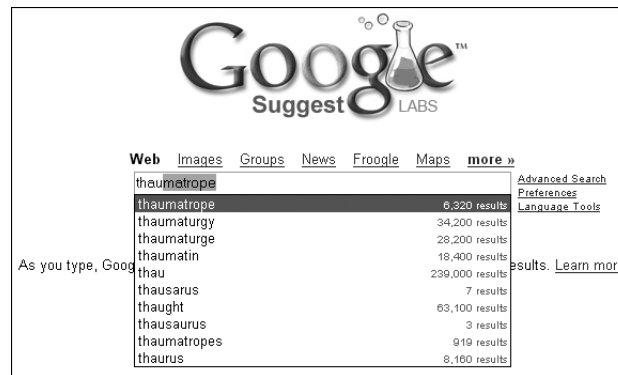 Google™
Suggest LABS
Web Images Groups News Froogle Maps more »
thaumatrope
Advanced Search
Preferences
Language Tools
thaumatrope 6,320 results
thaumaturgy 34,200 results
thaumaturge 28,200 results
thaumatin 18,400 results
thau 239,000 results
thausarus 7 results
thaught 63,100 results
thausaurus 3 results
thaumatropes 919 results
thaurus 8,160 results
As you type, Goog esults. Learn mor